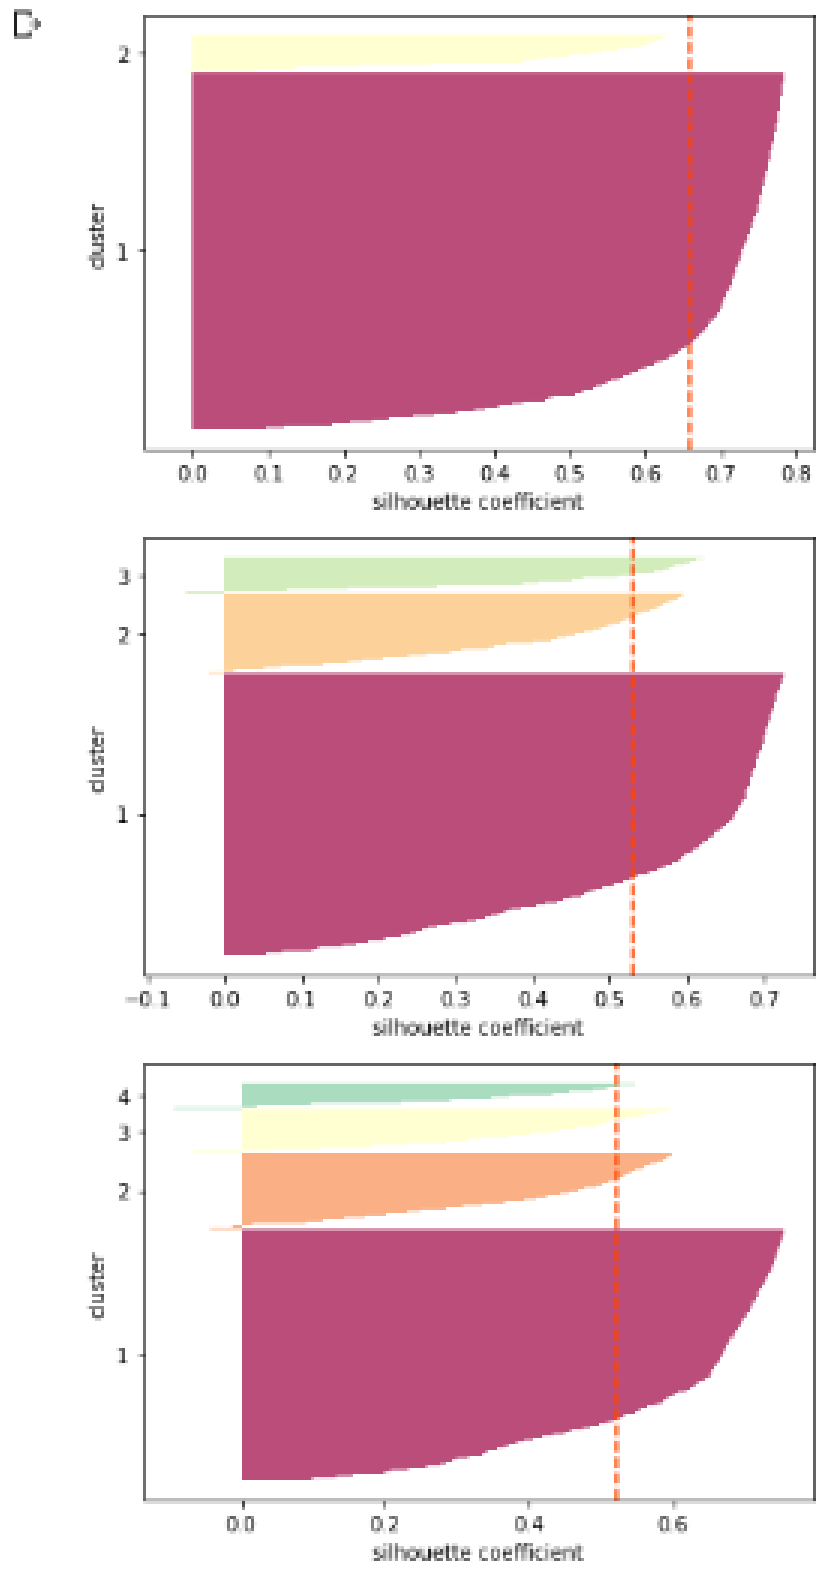 2
1
cluster
0.0 0.1 0.2 0.3 0.4 0.5 0.6 0.7 0.8
silhouette coefficient
3
2
1
cluster
−0.1 0.0 0.1 0.2 0.3 0.4 0.5 0.6 0.7
silhouette coefficient
4
3
2
1
cluster
0.0 0.2 0.4 0.6
silhouette coefficient